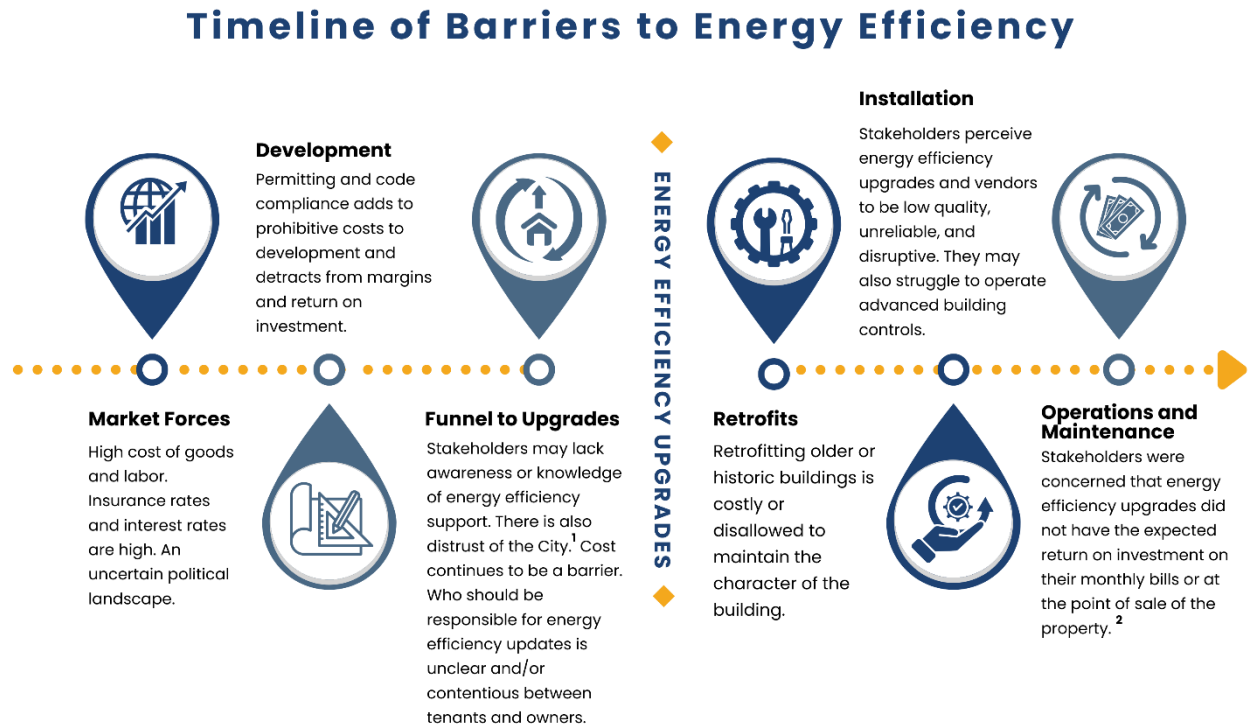 Timeline of Barriers to Energy Efficiency
Market Forces
High cost of goods
and labor.
Insurance rates
and interest rates
are high. An
uncertain political
landscape.
Development
Permitting and code
compliance adds to
prohibitive costs to
development and
detracts from margins
and return on
investment.
Funnel to Upgrades
Stakeholders may lack
awareness or knowledge
of energy efficiency
support. There is also
distrust of the City.1 Cost
continues to be a barrier.
Who should be
responsible for energy
efficiency updates is
unclear and/or
contentious between
tenants and owners.
ENERGY EFFICIENCY UPGRADES
Retrofits
Retrofitting older or
historic buildings is
costly or
disallowed to
maintain the
character of the
building.
Installation
Stakeholders perceive
energy efficiency
upgrades and vendors
to be low quality,
unreliable, and
disruptive. They may
also struggle to operate
advanced building
controls.
Operations and
Maintenance
Stakeholders were
concerned that energy
efficiency upgrades did
not have the expected
return on investment on
their monthly bills or at
the point of sale of the
property. 2